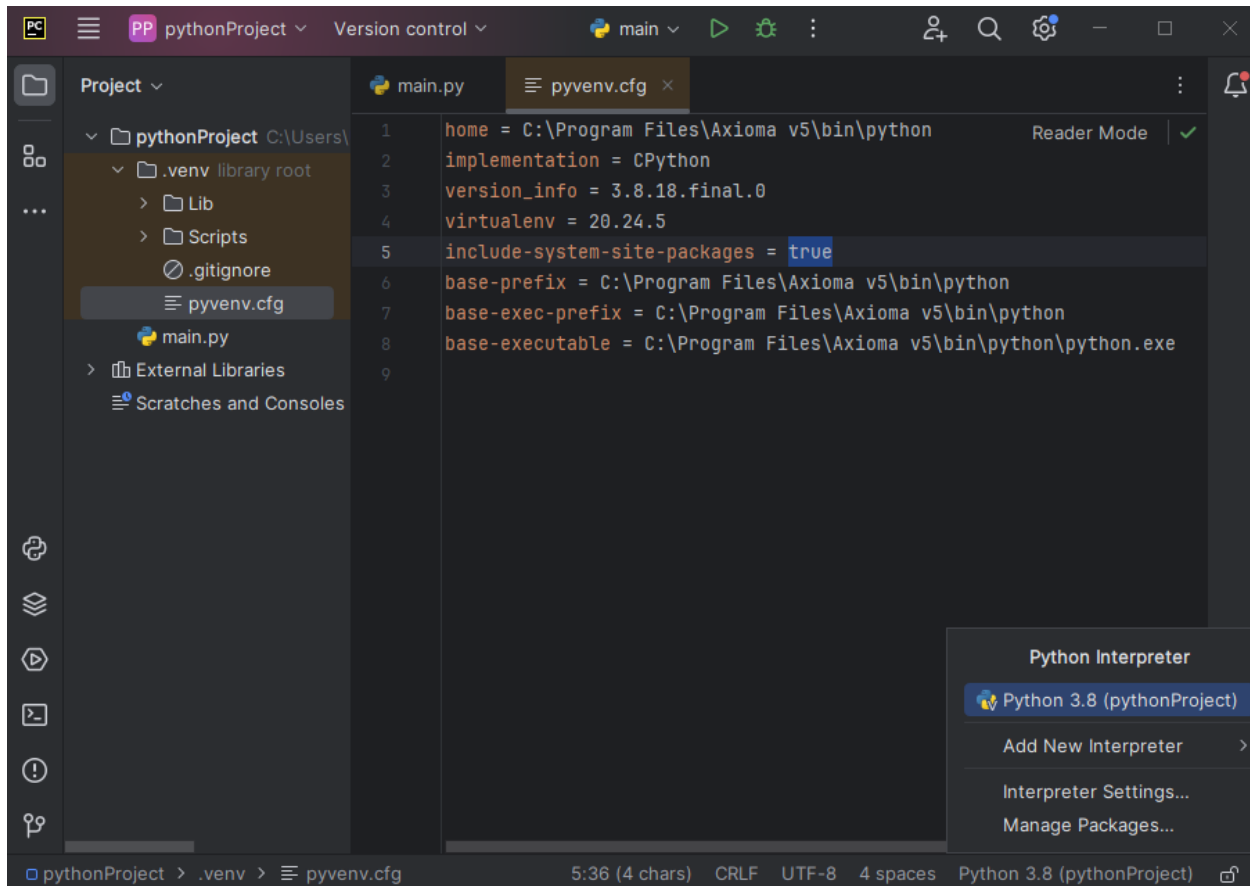 PC PP pythonProject Version control main
Project
main.py
pyvenv.cfg
pythonProject C:\Users\
.venv library root
Lib
Scripts
.gitignore
pyvenv.cfg
main.py
External Libraries
Scratches and Consoles
Reader Mode
1 home = C:\Program Files\Axioma v5\bin\python
2 implementation = CPython
3 version_info = 3.8.18.final.0
4 virtualenv = 20.24.5
5 include-system-site-packages = true
6 base-prefix = C:\Program Files\Axioma v5\bin\python
7 base-exec-prefix = C:\Program Files\Axioma v5\bin\python
8 base-executable = C:\Program Files\Axioma v5\bin\python\python.exe
9
Python Interpreter
Python 3.8 (pythonProject)
Add New Interpreter
Interpreter Settings...
Manage Packages...
pythonProject > .venv > pyvenv.cfg 5:36 (4 chars) CRLF UTF-8 4 spaces Python 3.8 (pythonProject)